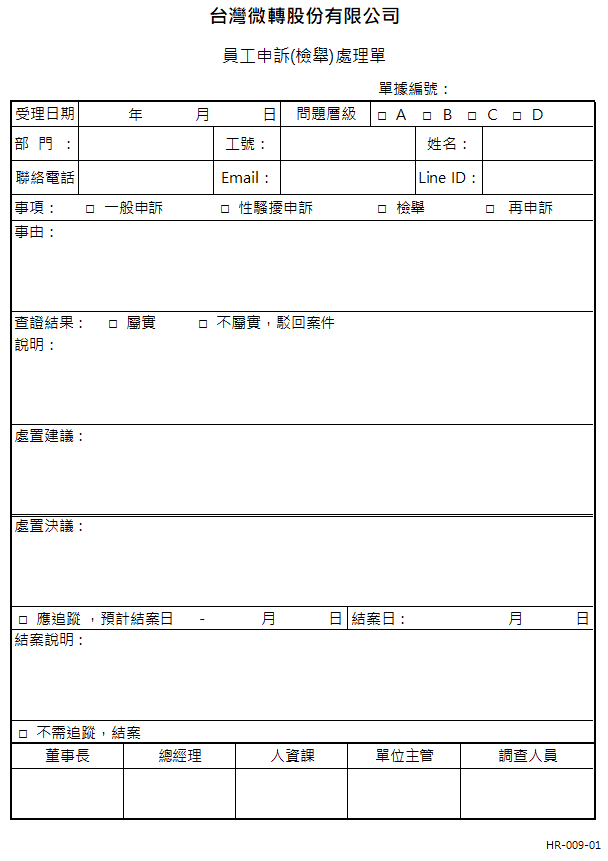 台灣微轉股份有限公司
員工申訴(檢舉)處理單
單據編號：
受理日期 年 月 日 問題層級 □ A □ B □ C □ D
部 門 ： 工號： 姓名：
聯絡電話 Email： Line ID：
事項： □ 一般申訴 □ 性騷擾申訴 □ 檢舉 □ 再申訴
事由：
查證結果： □ 屬實 □ 不屬實，駁回案件
說明：
處置建議：
處置決議：
□ 應追蹤 ，預計結案日 - 月 日 結案日： 月 日
結案說明：
□ 不需追蹤，結案
董事長 總經理 人資課 單位主管 調查人員
HR-009-01